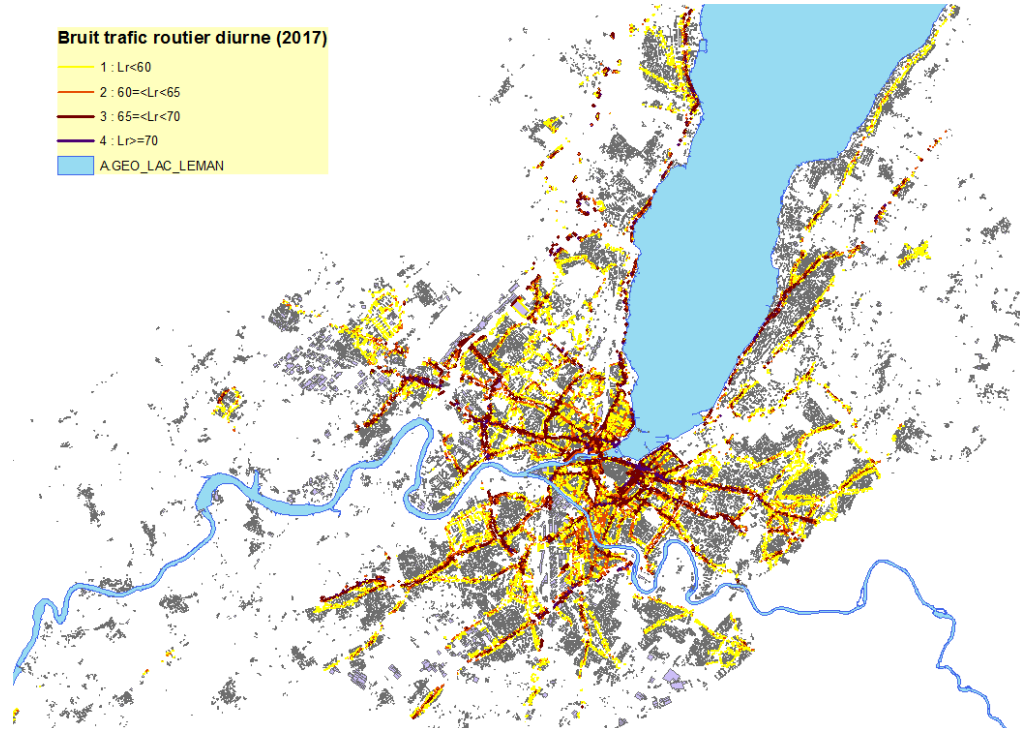 Bruit trafic routier diurne (2017)
1 : Lr<60
2 : 60=<Lr<65
3 : 65=<Lr<70
4 : Lr>=70
A.GEO_LAC_LEMAN